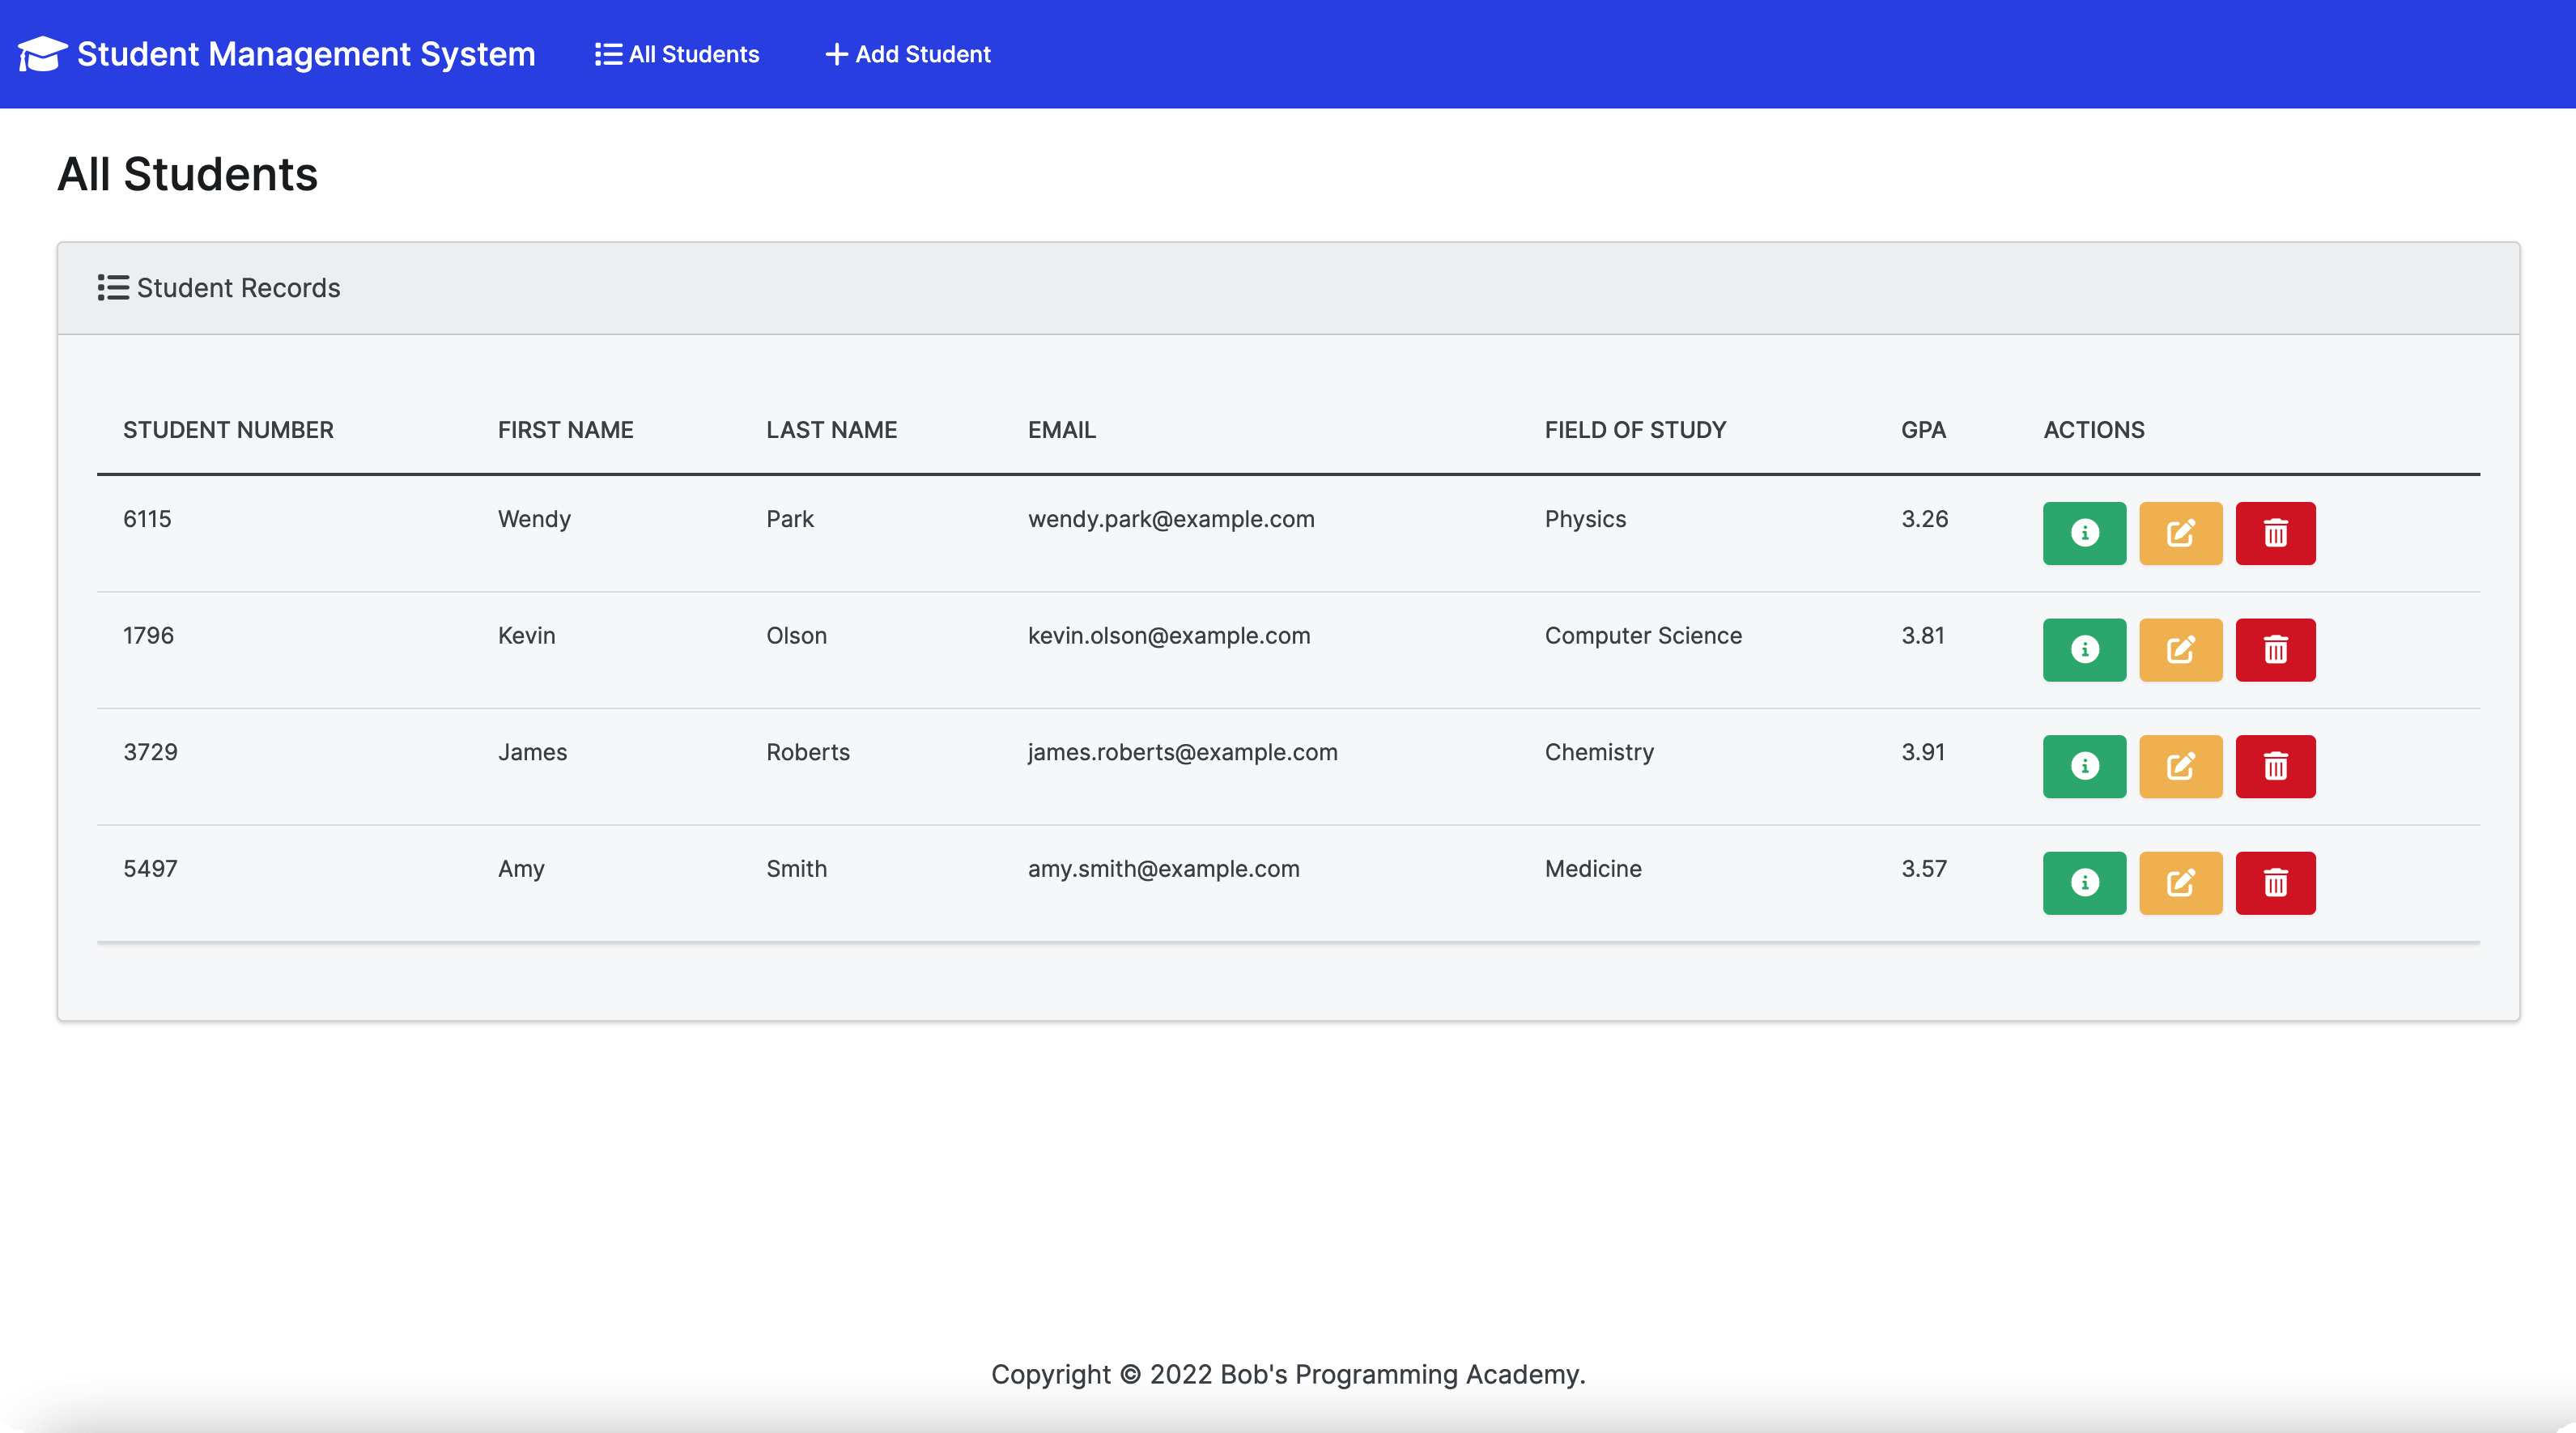 Student Management System All Students Add Student
All Students
Student Records
STUDENT NUMBER FIRST NAME LAST NAME EMAIL FIELD OF STUDY GPA ACTIONS
6115 Wendy Park wendy.park@example.com Physics 3.26
1796 Kevin Olson kevin.olson@example.com Computer Science 3.81
3729 James Roberts james.roberts@example.com Chemistry 3.91
5497 Amy Smith amy.smith@example.com Medicine 3.57
Copyright © 2022 Bob's Programming Academy.